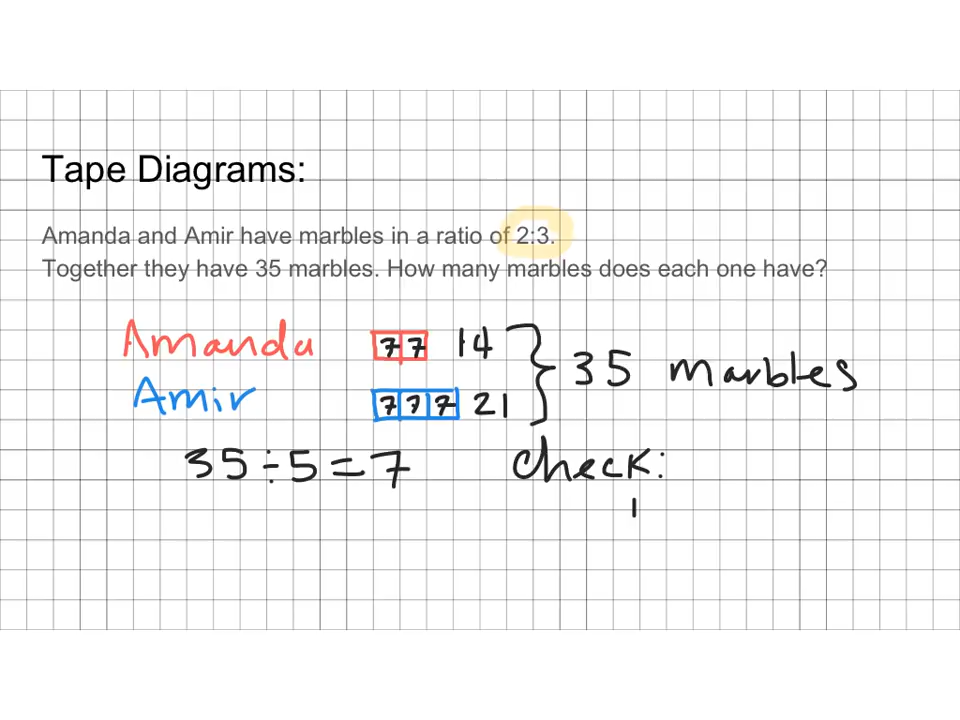 Tape Diagrams:
Amanda and Amir have marbles in a ratio of 2:3.
Together they have 35 marbles. How many marbles does each one have?
Amanda 7 7 14
35 marbles
Amir 7 7 7 21
35 ÷ 5 = 7 Check:
1